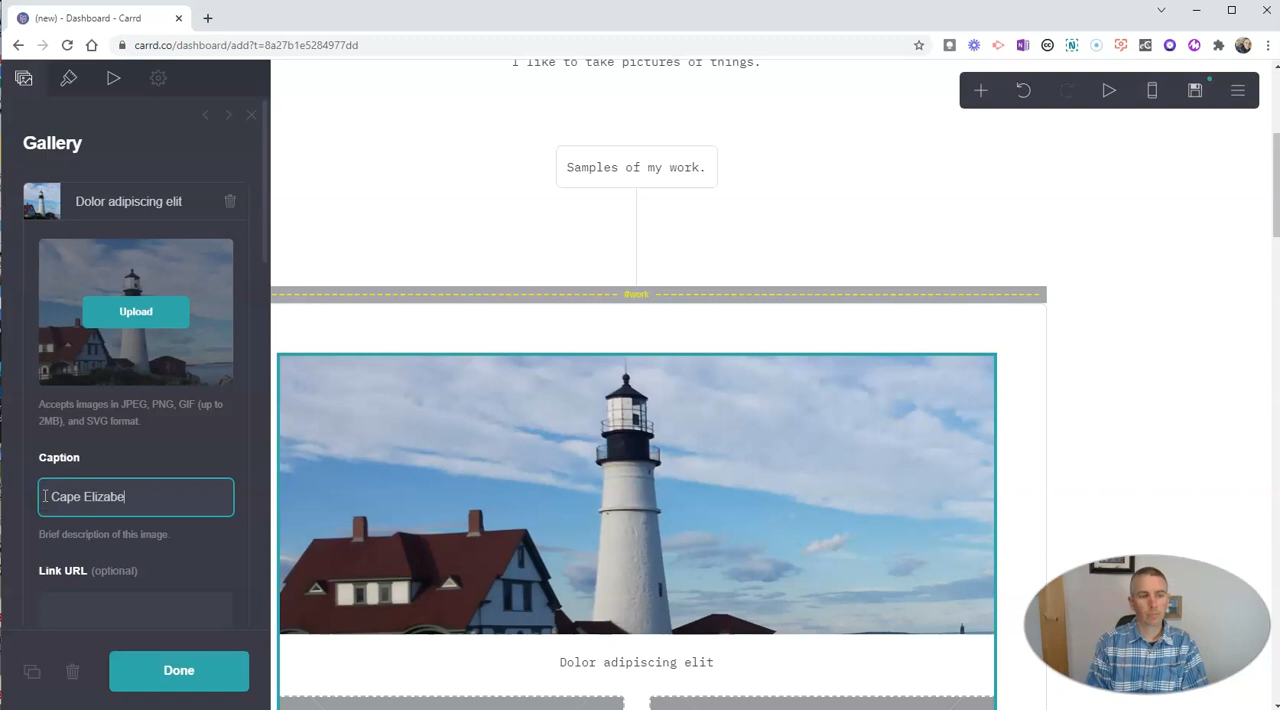 (new) - Dashboard - Carrd
carrd.co/dashboard/add?t=8a27b1e5284977dd
I like to take pictures or things.
Gallery
Samples of my work.
Dolor adipiscing elit
#work
Upload
Accepts images in JPEG, PNG, GIF (up to
2MB), and SVG format.
Caption
Cape Elizabe
Brief description of this image.
Link URL (optional)
Dolor adipiscing elit
Done